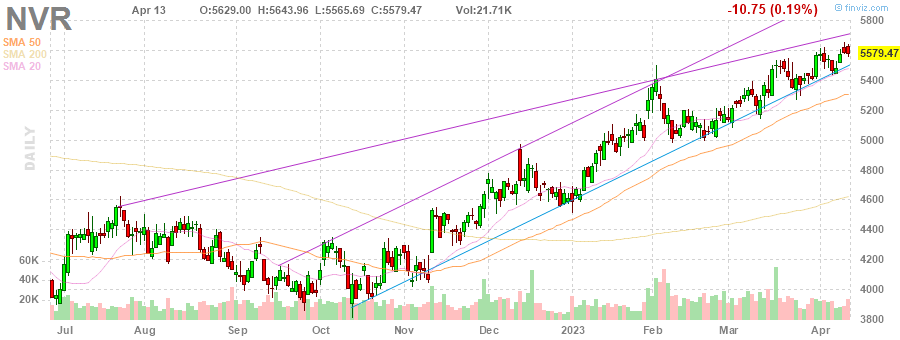 NVR Apr 13 O:5629.00 H:5643.96 L:5565.69 C:5579.47 Vol:21.71K -10.75 (0.19%) © finviz.com
SMA 50
SMA 200
SMA 20
DAILY
5800
5579.47
5400
5200
5000
4800
4600
4400
4200
4000
3800
60K
40K
20K
Jul Aug Sep Oct Nov Dec 2023 Feb Mar Apr